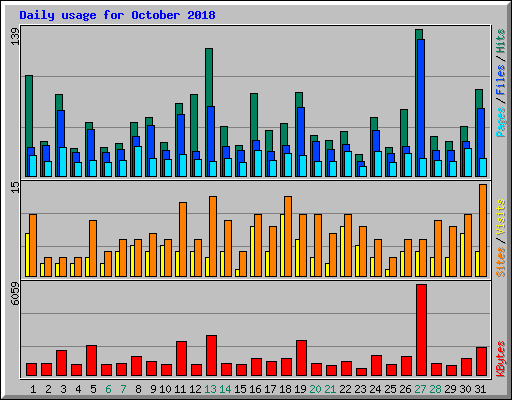 Daily usage for October 2018
139
Pages / Files / Hits
15
Sites / Visits
6059
KBytes
1 2 3 4 5 6 7 8 9 10 11 12 13 14 15 16 17 18 19 20 21 22 23 24 25 26 27 28 29 30 31